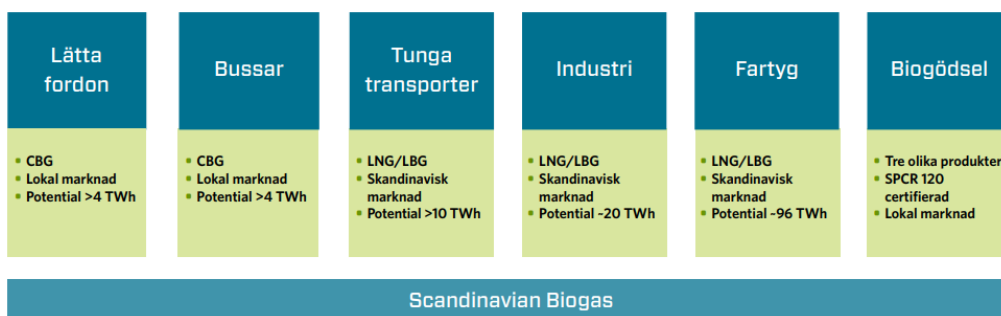 Lätta
fordon
• CBG
• Lokal marknad
• Potential >4 TWh
Bussar
• CBG
• Lokal marknad
• Potential >4 TWh
Tunga
transporter
• LNG/LBG
• Skandinavisk
marknad
• Potential >10 TWh
Industri
• LNG/LBG
• Skandinavisk
marknad
• Potential ~20 TWh
Fartyg
• LNG/LBG
• Skandinavisk
marknad
• Potential ~96 TWh
Biogödsel
• Tre olika produkter
• SPCR 120
certifierad
• Lokal marknad
Scandinavian Biogas